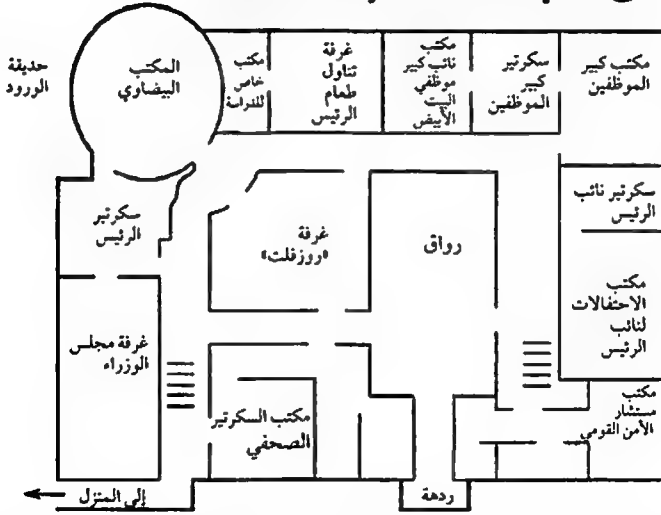 مكتب كبير
الموظفين
سكرتير
كبير
الموظفين
مكتب
نائب كبير
موظفي
البيت
الأبيض
غرفة
تناول
طعام
الرئيس
مكتب
خاص
للدراسة
المكتب
البيضاوي
حديقة
الورود
سكرتير نائب
الرئيس
رواق
غرفة
«روزفلت»
سكرتير
الرئيس
مكتب
الاحتفالات
لنائب
الرئيس
غرفة مجلس
الوزراء
مكتب
مستشار
الأمن القومي
مكتب السكرتير
الصحفي
ردهة
إلى المنزل